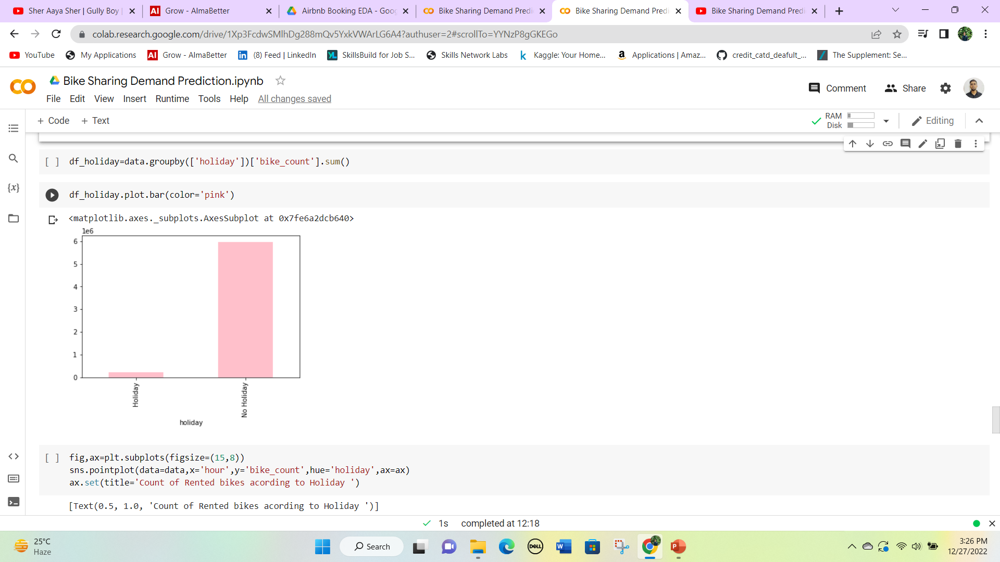 Sher Aaya Sher | Gully Boy |
Grow - AlmaBetter
Airbnb Booking EDA - Goog
Bike Sharing Demand Predi
Bike Sharing Demand Predi
Bike Sharing Demand Predi
colab.research.google.com/drive/1Xp3FcdwSMlhDg288mQv5YxkVWArLG6A4?authuser=2#scrollTo=YYNzP8gGKEGo
YouTube My Applications AI Grow - AlmaBetter in (8) Feed | LinkedIn YL SkillsBuild for Job S... Skills Network Labs k Kaggle: Your Home... a Applications | Amaz... credit_catd_deafult_... The Supplement: Se...
Bike Sharing Demand Prediction.ipynb
Comment Share
File Edit View Insert Runtime Tools Help All changes saved
+ Code + Text
RAM
Disk
Editing
{x}
[ ] df_holiday=data.groupby(['holiday'])['bike_count'].sum()
df_holiday.plot.bar(color='pink')
<matplotlib.axes._subplots.AxesSubplot at 0x7fe6a2dcb640>
1e6
6
5
4
3
2
1
0
Holiday
No Holiday
holiday
[ ] fig,ax=plt.subplots(figsize=(15,8))
sns.pointplot(data=data,x='hour',y='bike_count',hue='holiday',ax=ax)
ax.set(title='Count of Rented bikes acording to Holiday ')
[Text(0.5, 1.0, 'Count of Rented bikes acording to Holiday ')]
1s completed at 12:18
25°C
Haze
Search
DELL
W
P
3:26 PM
12/27/2022